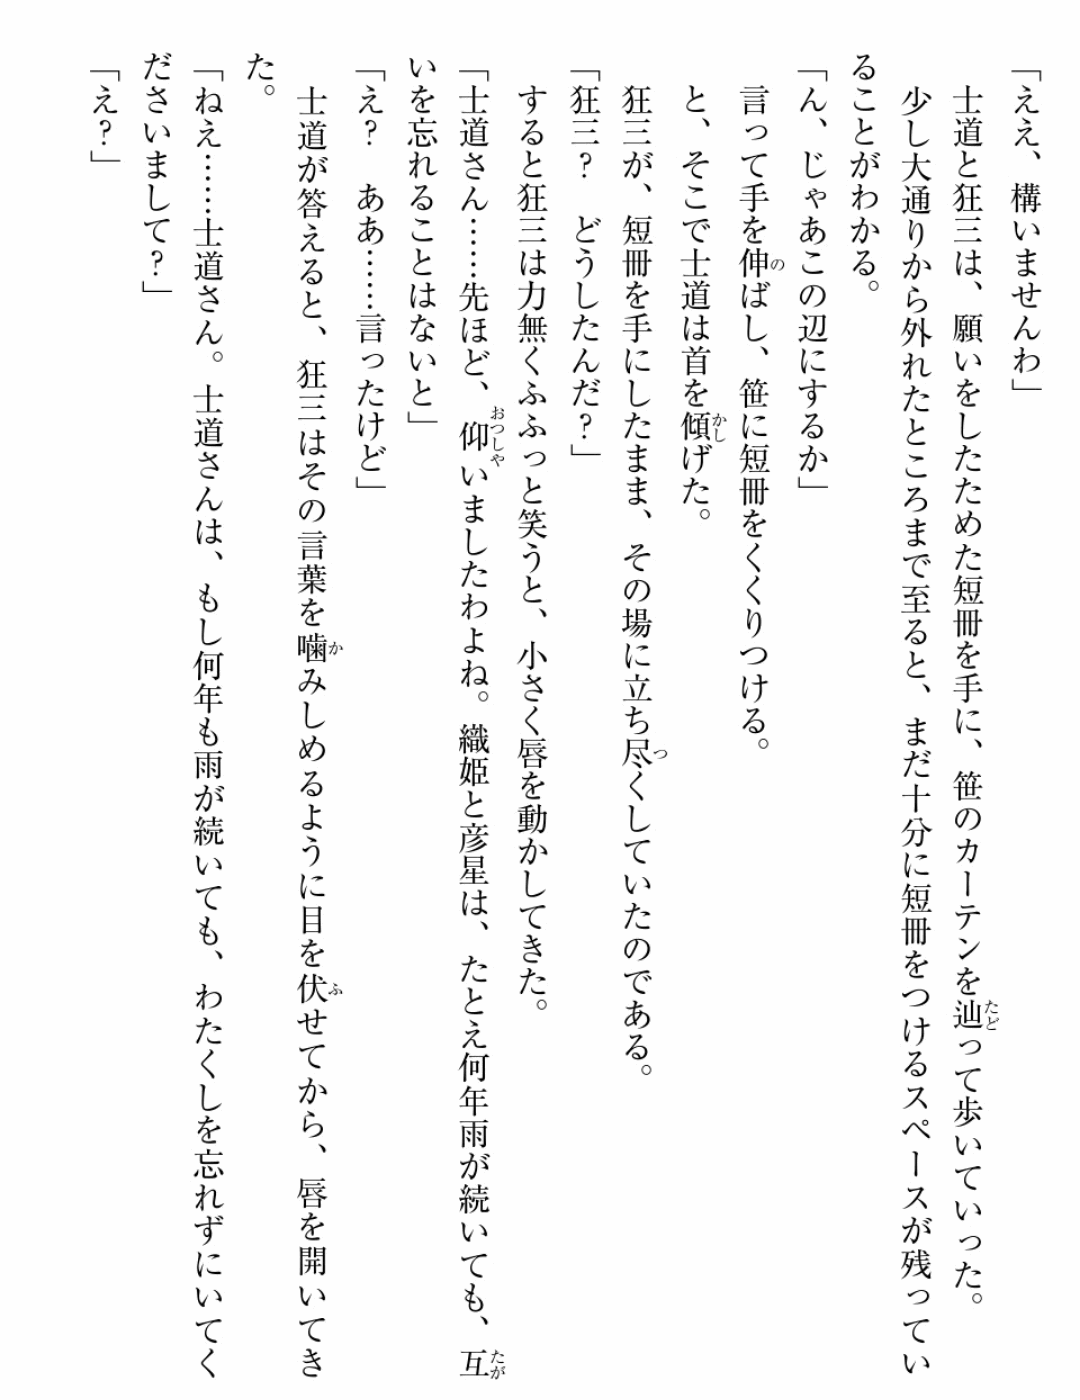 「ええ、構いませんわ」
　士道と狂三は、願いをしたためた短冊を手に、笹のカーテンを辿って歩いていった。
　少し大通りから外れたところまで至ると、まだ十分に短冊をつけるスペースが残ってい
ることがわかる。
「ん、じゃあこの辺にするか」
　言って手を伸ばし、笹に短冊をくくりつける。
　と、そこで士道は首を傾げた。
　狂三が、短冊を手にしたまま、その場に立ち尽くしていたのである。
「狂三？　どうしたんだ？」
　すると狂三は力無くふふっと笑うと、小さく唇を動かしてきた。
「士道さん……先ほど、仰いましたわよね。織姫と彦星は、たとえ何年雨が続いても、互
いを忘れることはないと」
「え？　ああ……言ったけど」
　士道が答えると、狂三はその言葉を噛みしめるように目を伏せてから、唇を開いてき
た。
「ねえ……士道さん。士道さんは、もし何年も雨が続いても、わたくしを忘れずにいてく
ださいまして？」
「え？」